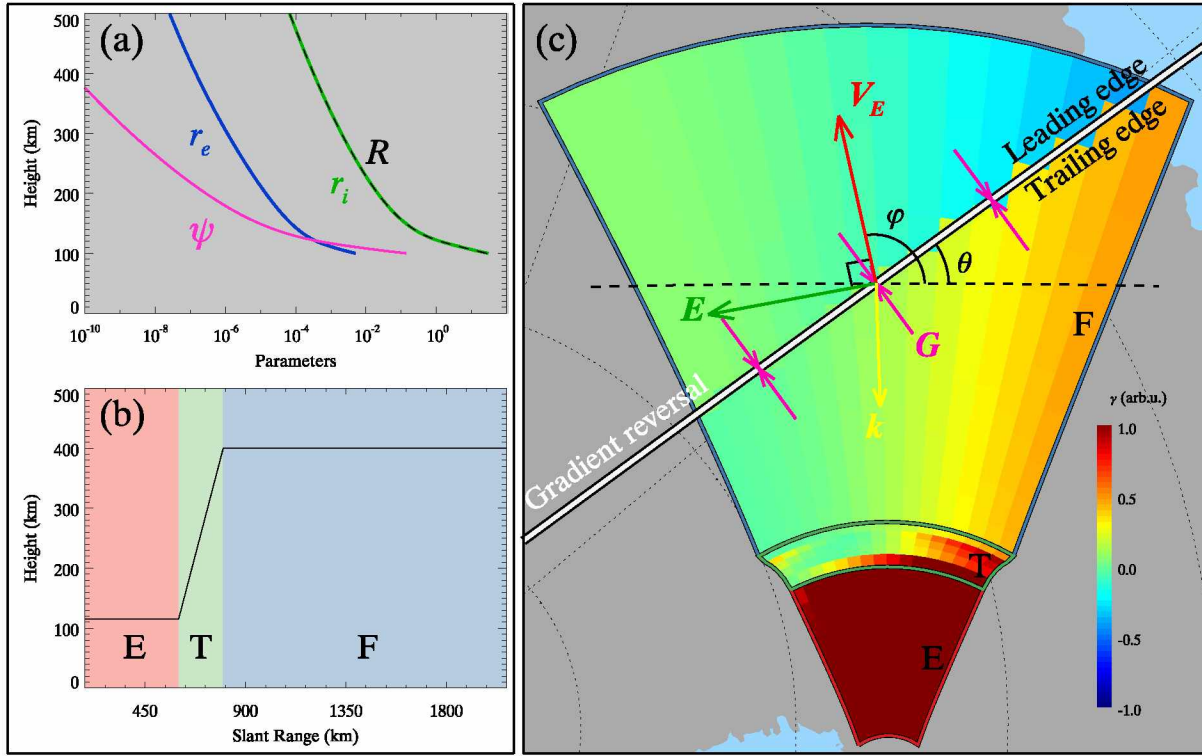 (a)
500
400
300
200
100
0
Height (km)
r_e
R
r_i
ψ
10^-10
10^-8
10^-6
10^-4
10^-2
10^0
Parameters
(b)
500
400
300
200
100
0
Height (km)
E
T
F
450
900
1350
1800
Slant Range (km)
(c)
V_E
Leading edge
Trailing edge
φ
θ
E
G
F
k
Gradient reversal
γ (arb.u.)
1.0
0.5
0.0
-0.5
-1.0
T
E